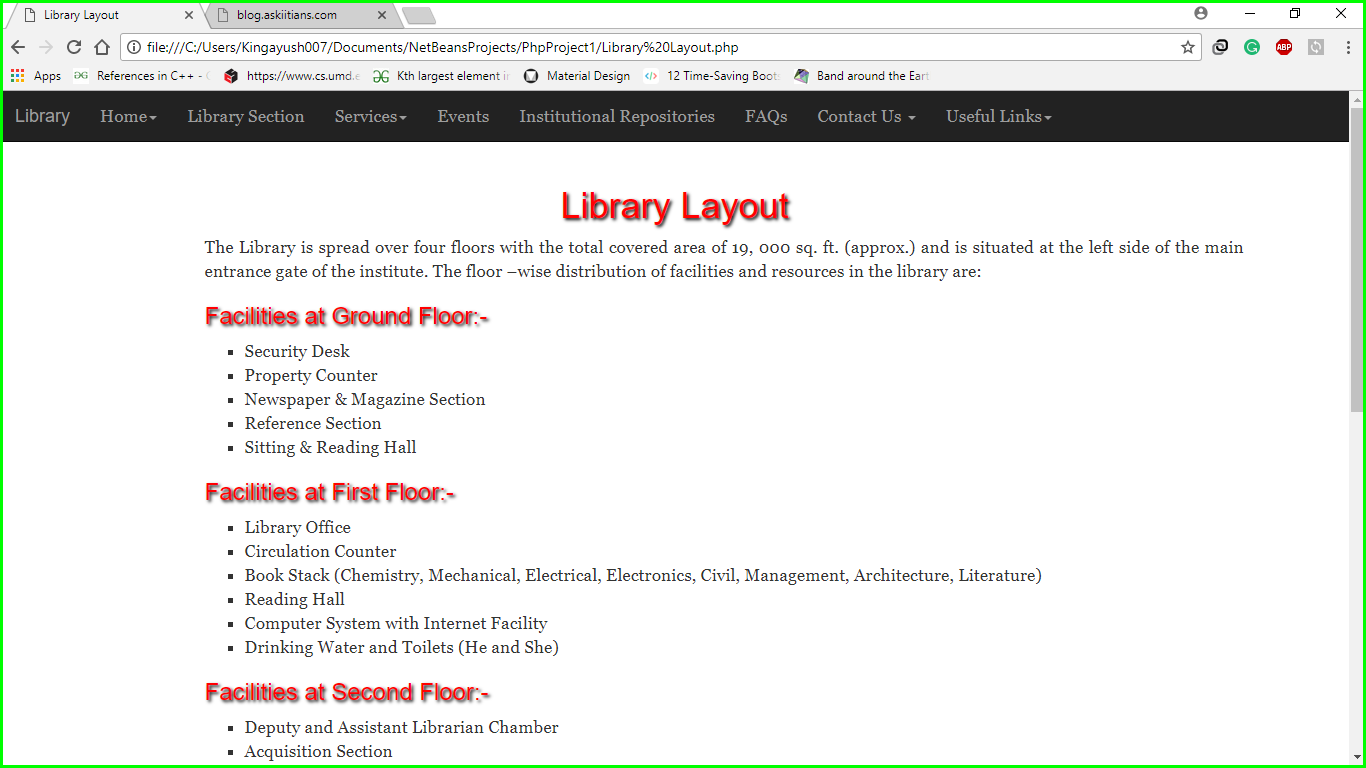 Library Layout
blog.askiitians.com
file:///C:/Users/Kingayush007/Documents/NetBeansProjects/PhpProject1/Library%20Layout.php
ABP
Apps
References in C++ - C
https://www.cs.umd.e
Kth largest element in
Material Design
12 Time-Saving Boots
Band around the Eart
Library Home Library Section Services Events Institutional Repositories FAQs Contact Us Useful Links
Library Layout
The Library is spread over four floors with the total covered area of 19, 000 sq. ft. (approx.) and is situated at the left side of the main
entrance gate of the institute. The floor –wise distribution of facilities and resources in the library are:
Facilities at Ground Floor:-
Security Desk
Property Counter
Newspaper & Magazine Section
Reference Section
Sitting & Reading Hall
Facilities at First Floor:-
Library Office
Circulation Counter
Book Stack (Chemistry, Mechanical, Electrical, Electronics, Civil, Management, Architecture, Literature)
Reading Hall
Computer System with Internet Facility
Drinking Water and Toilets (He and She)
Facilities at Second Floor:-
Deputy and Assistant Librarian Chamber
Acquisition Section